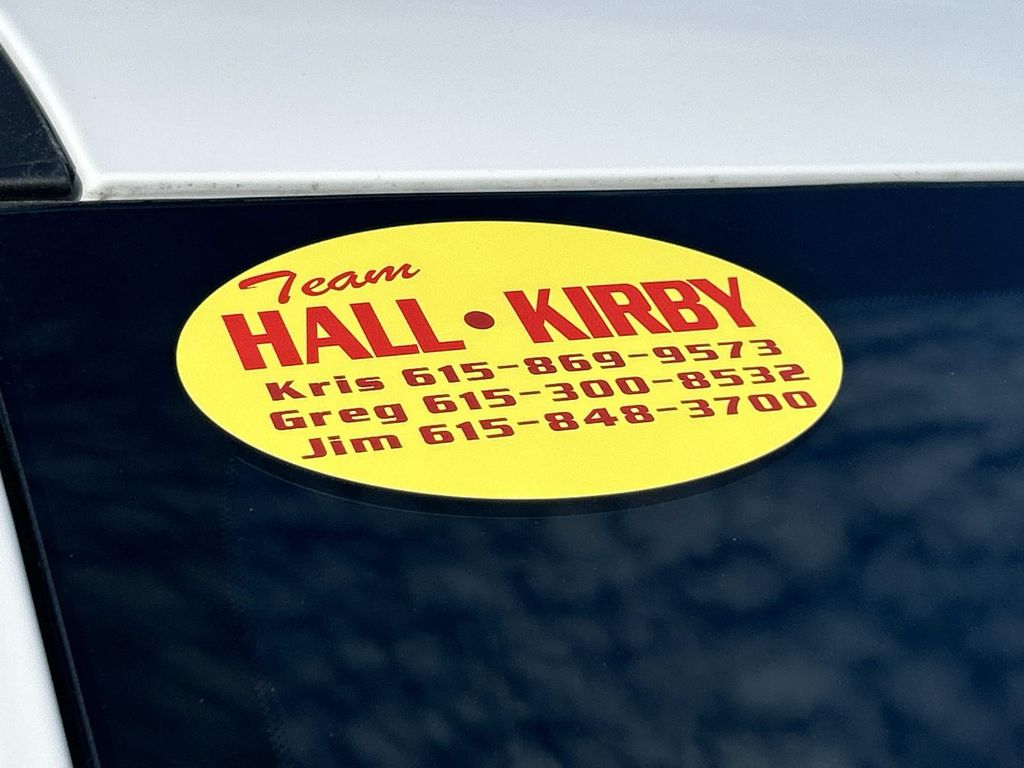 Team
HALL • KIRBY
Kris 615-869-9573
Greg 615-300-8532
Jim 615-848-3700